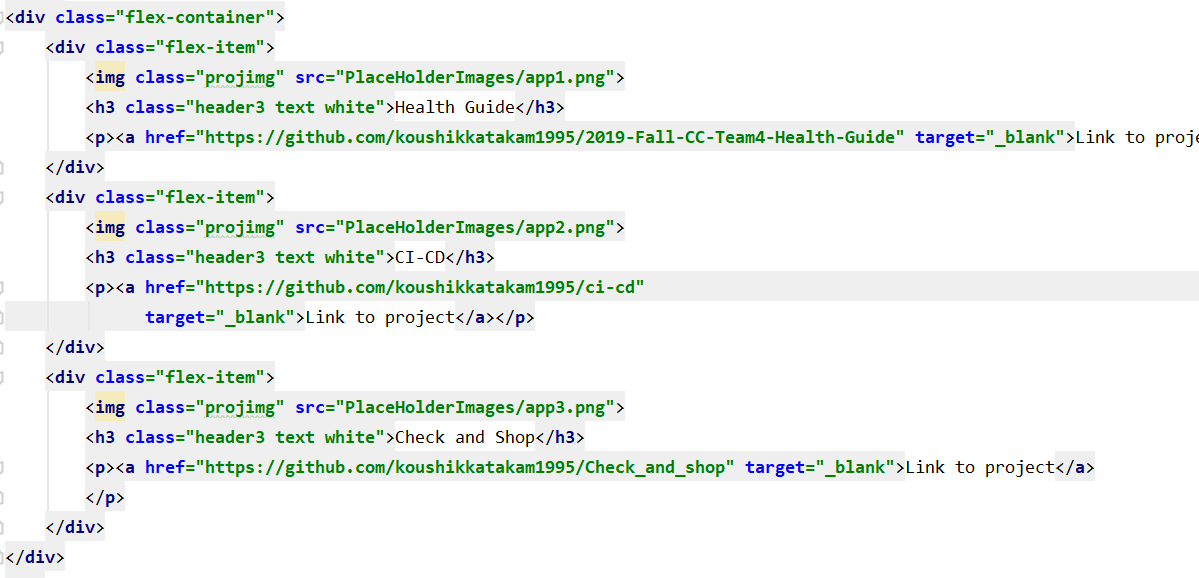 <div class="flex-container">
    <div class="flex-item">
        <img class="projimg" src="PlaceHolderImages/app1.png">
        <h3 class="header3 text white">Health Guide</h3>
        <p><a href="https://github.com/koushikkatakam1995/2019-Fall-CC-Team4-Health-Guide" target="_blank">Link to proje
    </div>
    <div class="flex-item">
        <img class="projimg" src="PlaceHolderImages/app2.png">
        <h3 class="header3 text white">CI-CD</h3>
        <p><a href="https://github.com/koushikkatakam1995/ci-cd"
              target="_blank">Link to project</a></p>
    </div>
    <div class="flex-item">
        <img class="projimg" src="PlaceHolderImages/app3.png">
        <h3 class="header3 text white">Check and Shop</h3>
        <p><a href="https://github.com/koushikkatakam1995/Check_and_shop" target="_blank">Link to project</a>
        </p>
    </div>
</div>